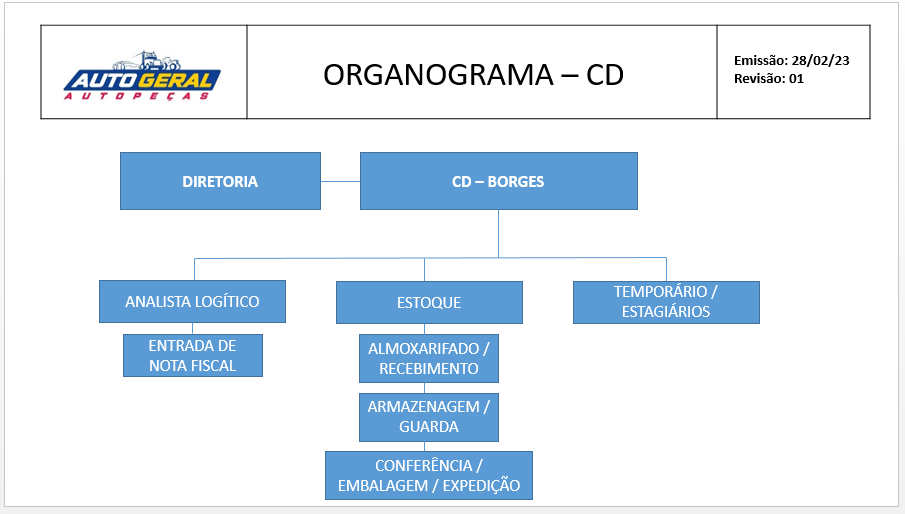 AUTO GERAL
AUTOPEÇAS
ORGANOGRAMA – CD
Emissão: 28/02/23
Revisão: 01
DIRETORIA
CD – BORGES
ANALISTA LOGÍTICO
ESTOQUE
TEMPORÁRIO /
ESTAGIÁRIOS
ENTRADA DE
NOTA FISCAL
ALMOXARIFADO /
RECEBIMENTO
ARMAZENAGEM /
GUARDA
CONFERÊNCIA /
EMBALAGEM / EXPEDIÇÃO